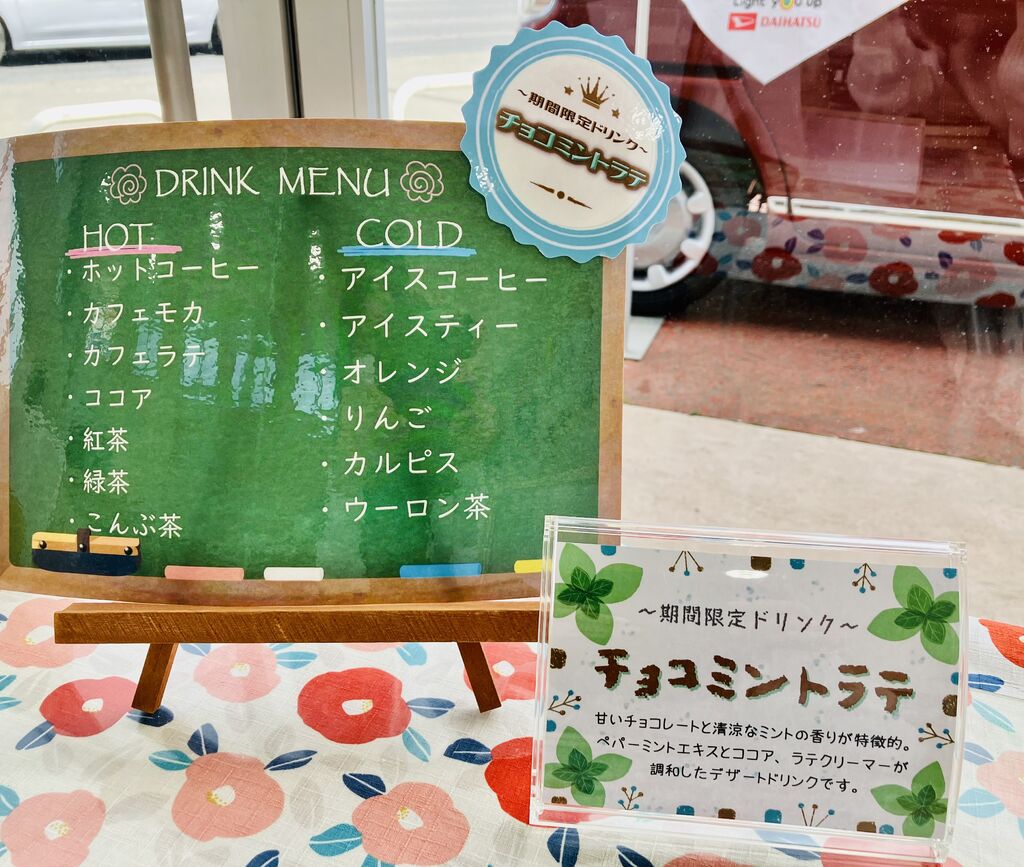 Light you up
DAIHATSU
～期間限定ドリンク～
チョコミントラテ
DRINK MENU
HOT
・ホットコーヒー
・カフェモカ
・カフェラテ
・ココア
・紅茶
・緑茶
・こんぶ茶
COLD
・アイスコーヒー
・アイスティー
・オレンジ
・りんご
・カルピス
・ウーロン茶
～期間限定ドリンク～
チョコミントラテ
甘いチョコレートと清涼なミントの香りが特徴的。
ペパーミントエキスとココア、ラテクリーマーが
調和したデザートドリンクです。